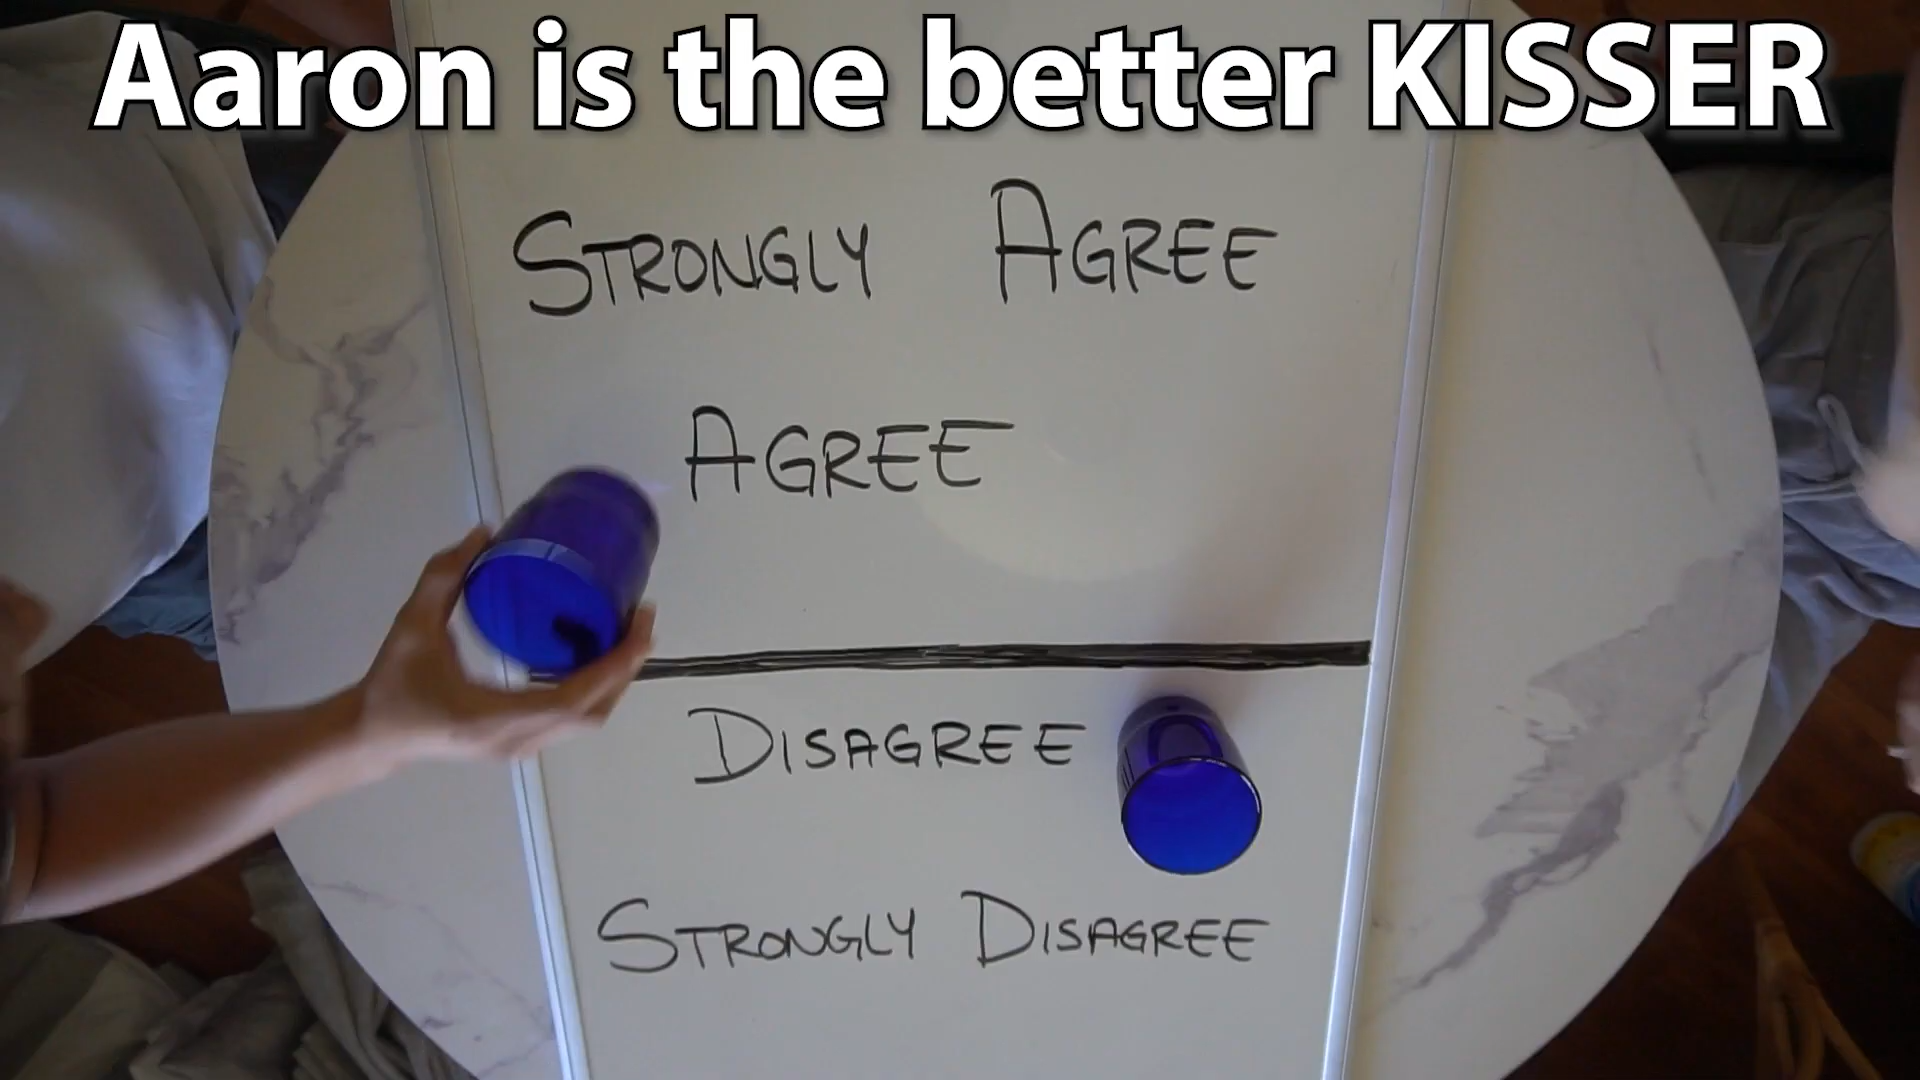 Aaron is the better KISSER
STRONGLY AGREE
AGREE
DISAGREE
STRONGLY DISAGREE